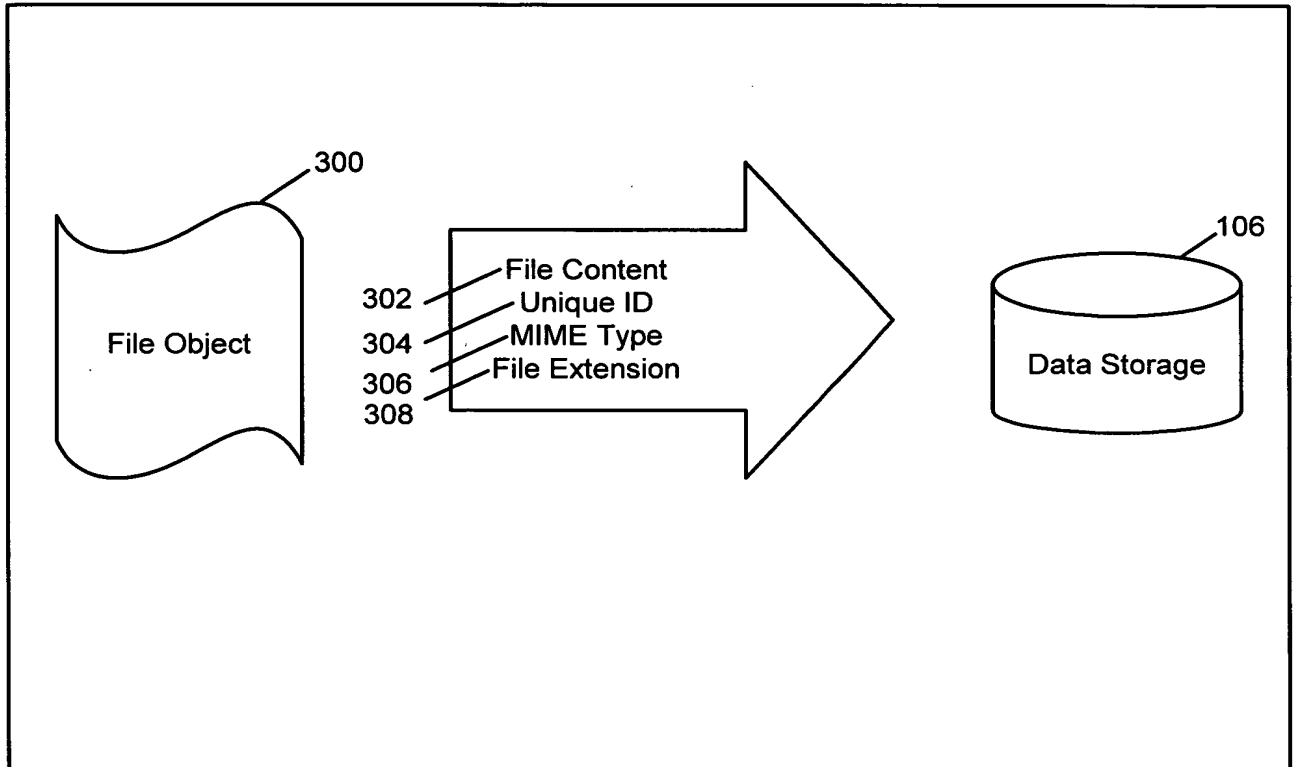 300
106
File Content
302
Unique ID
304
MIME Type
306
File Extension
308
File Object
Data Storage